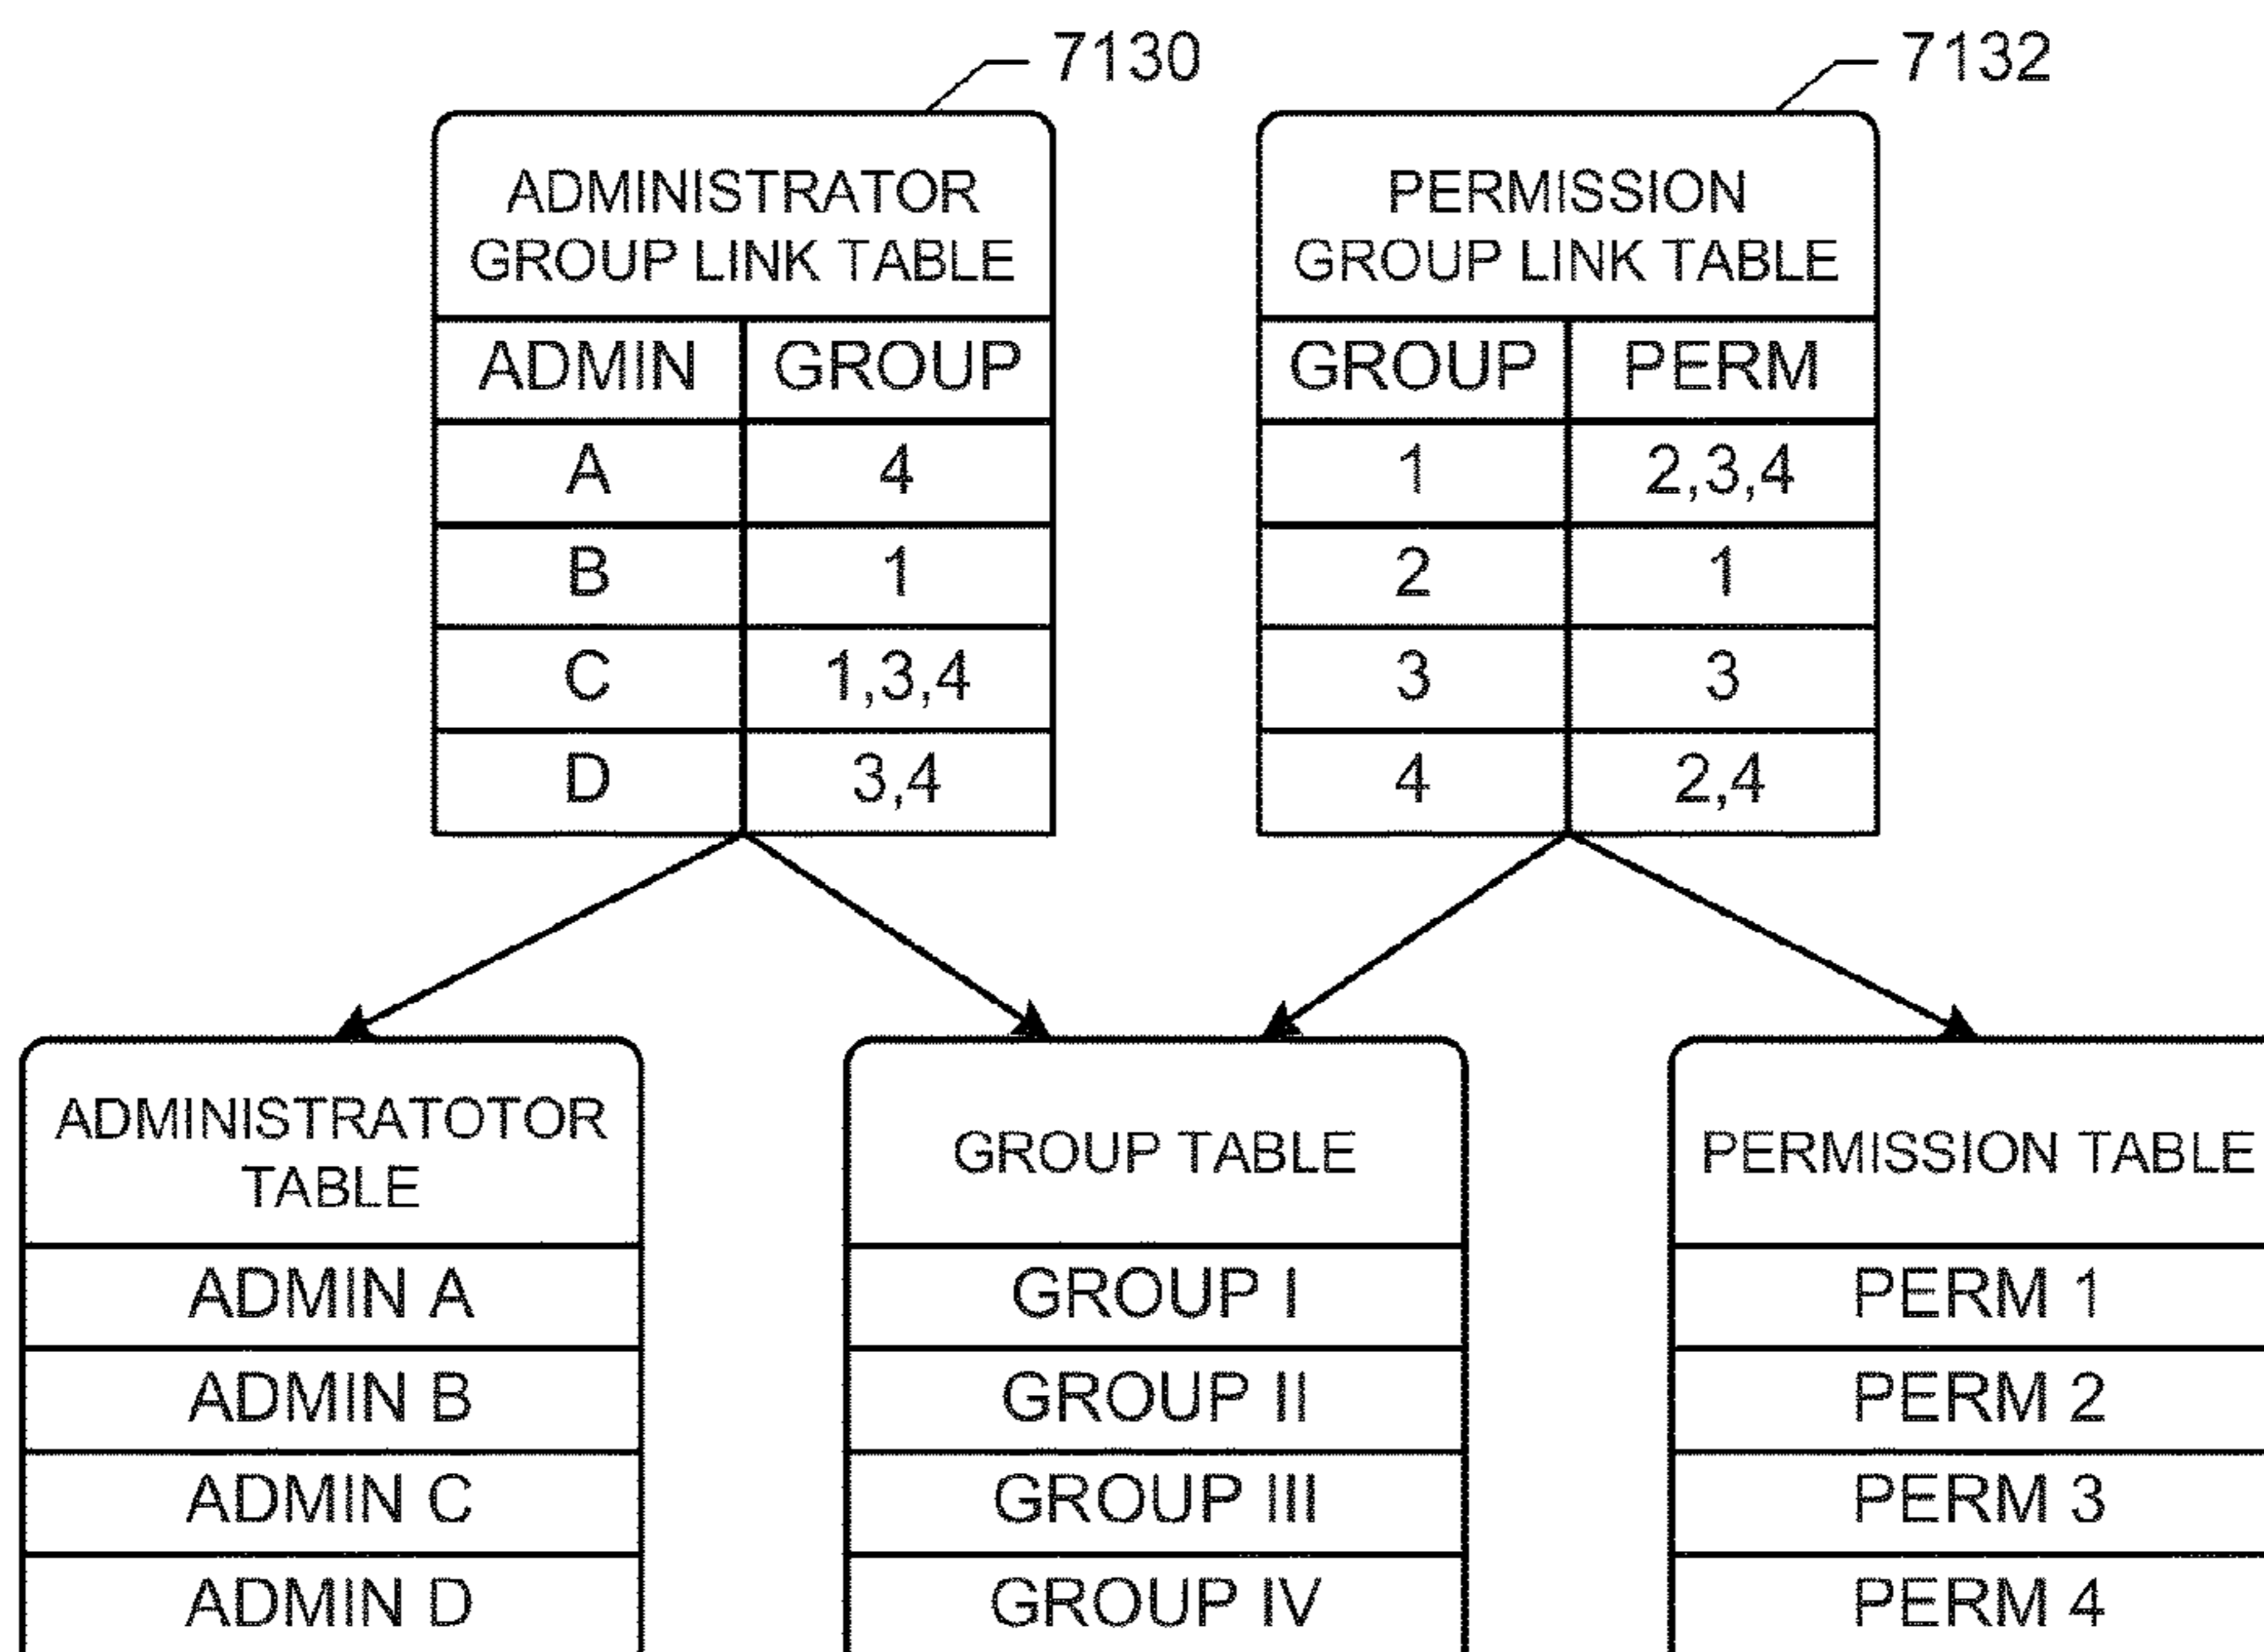 7130
7132
ADMINISTRATOR
GROUP LINK TABLE
ADMIN GROUP
A 4
B 1
C 1,3,4
D 3,4
PERMISSION
GROUP LINK TABLE
GROUP PERM
1 2,3,4
2 1
3 3
4 2,4
ADMINISTRATOTOR
TABLE
ADMIN A
ADMIN B
ADMIN C
ADMIN D
GROUP TABLE
GROUP I
GROUP II
GROUP III
GROUP IV
PERMISSION TABLE
PERM 1
PERM 2
PERM 3
PERM 4